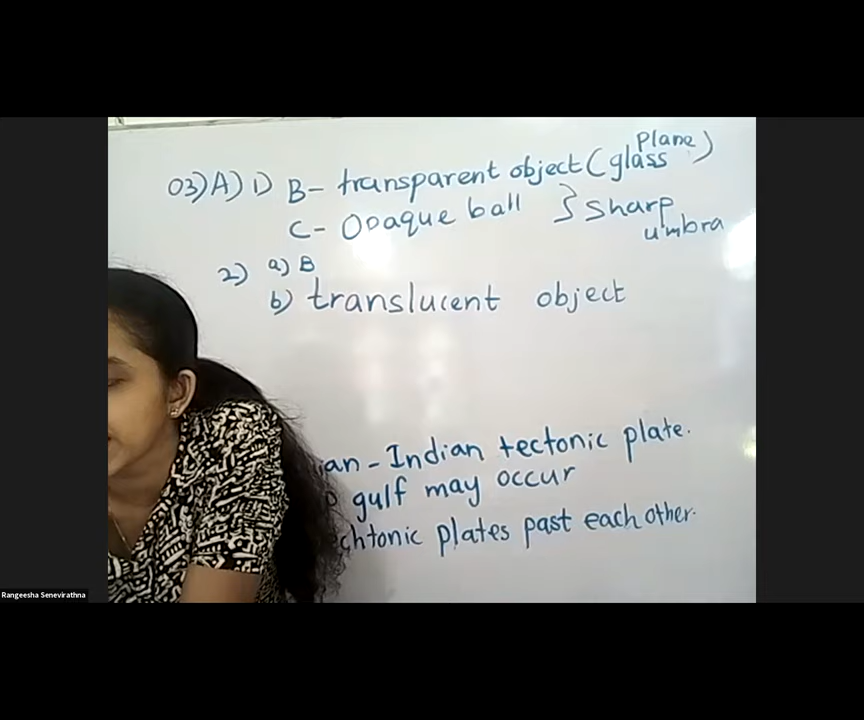 03) A) 1) B - transparent object (glass Plane)
C - Opaque ball } Sharp umbra
2) a) B
b) translucent object
an - Indian tectonic plate.
gulf may occur
chtonic plates past each other.
Rangeesha Senevirathna